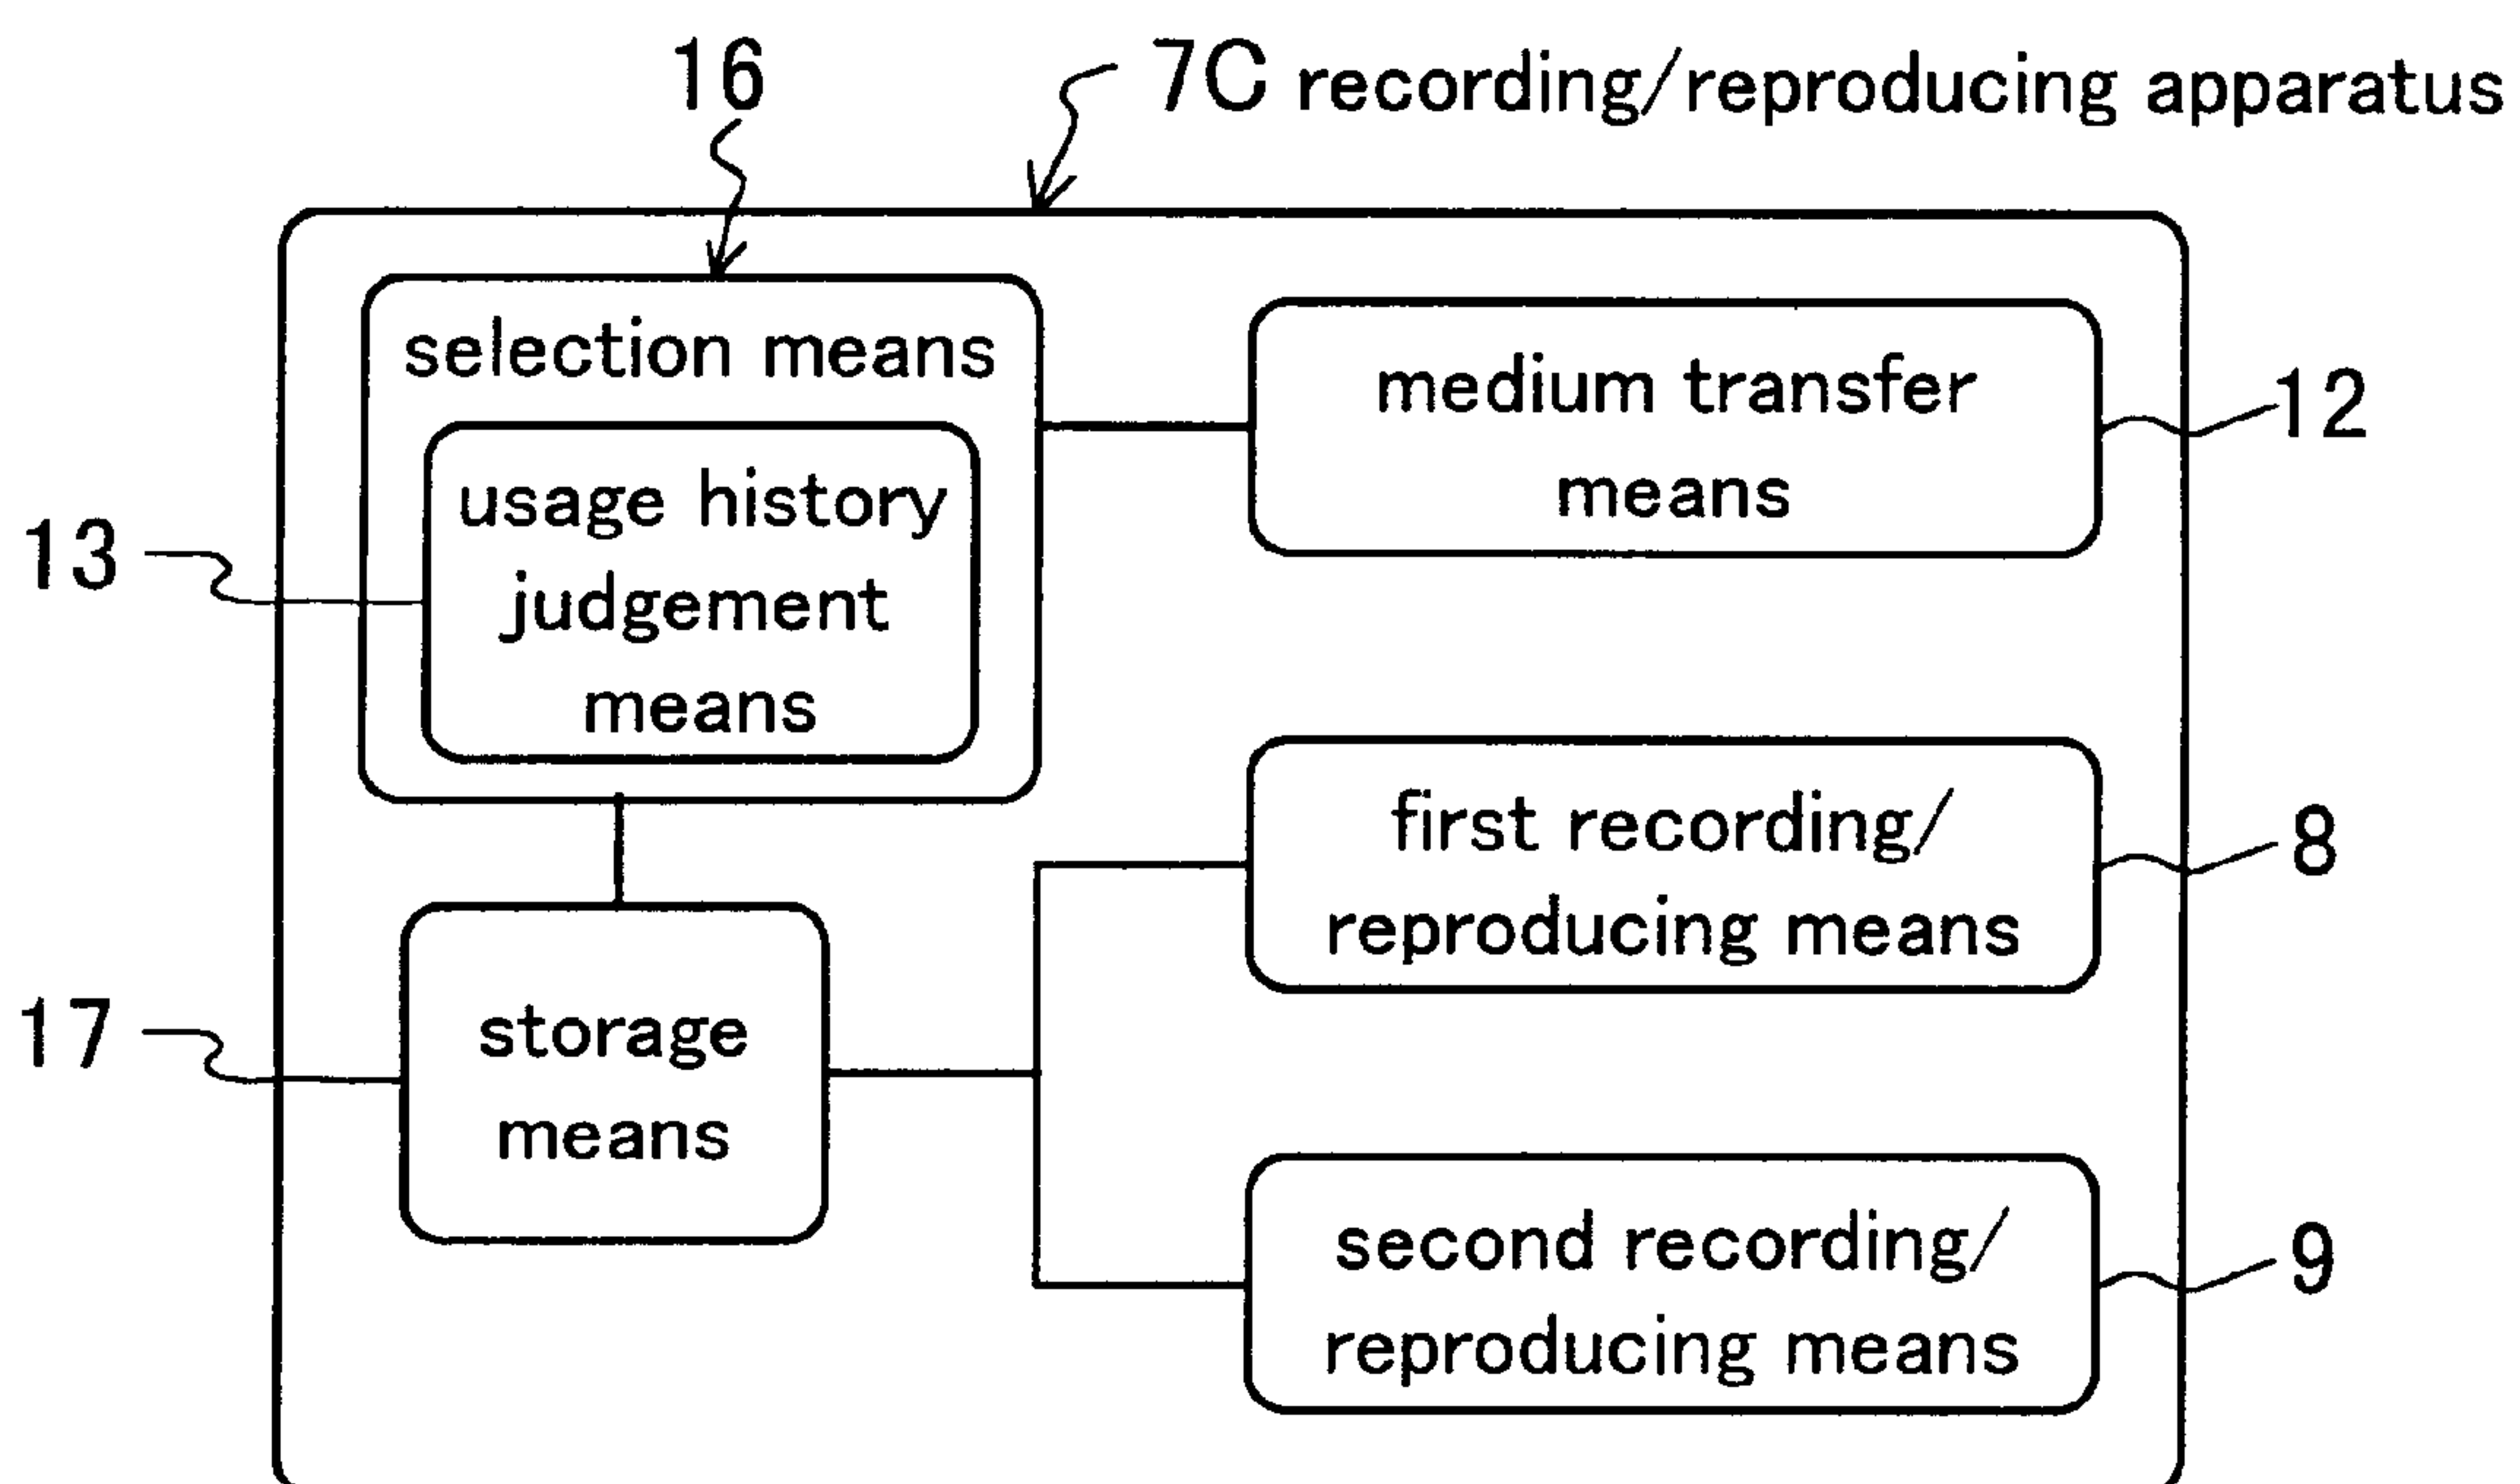 16
7C recording/reproducing apparatus
selection means
usage history
judgement
means
13
medium transfer
means
12
first recording/
reproducing means
8
storage
means
17
second recording/
reproducing means
9